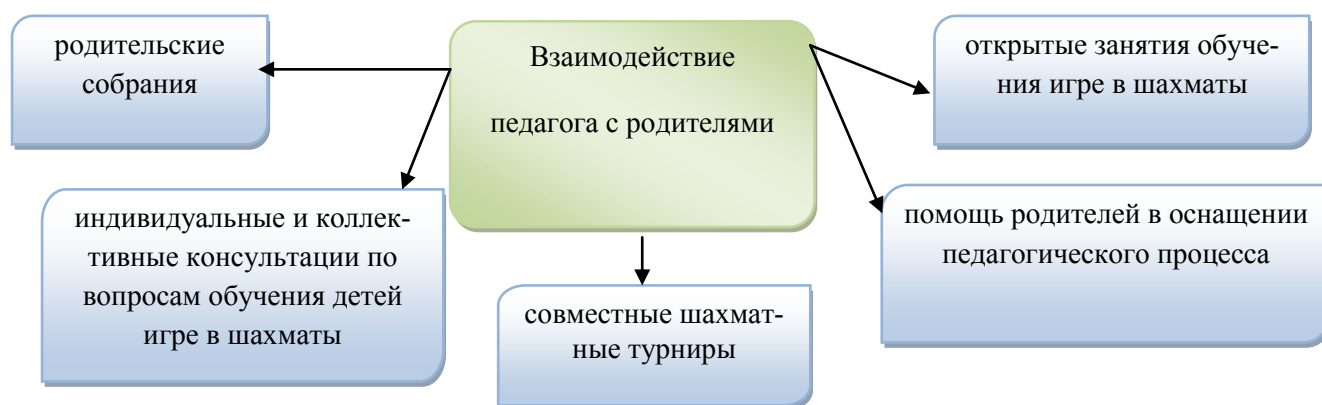 родительские
собрания
Взаимодействие
педагога с родителями
открытые занятия обуче-
ния игре в шахматы
индивидуальные и коллек-
тивные консультации по
вопросам обучения детей
игре в шахматы
совместные шахмат-
ные турниры
помощь родителей в оснащении
педагогического процесса